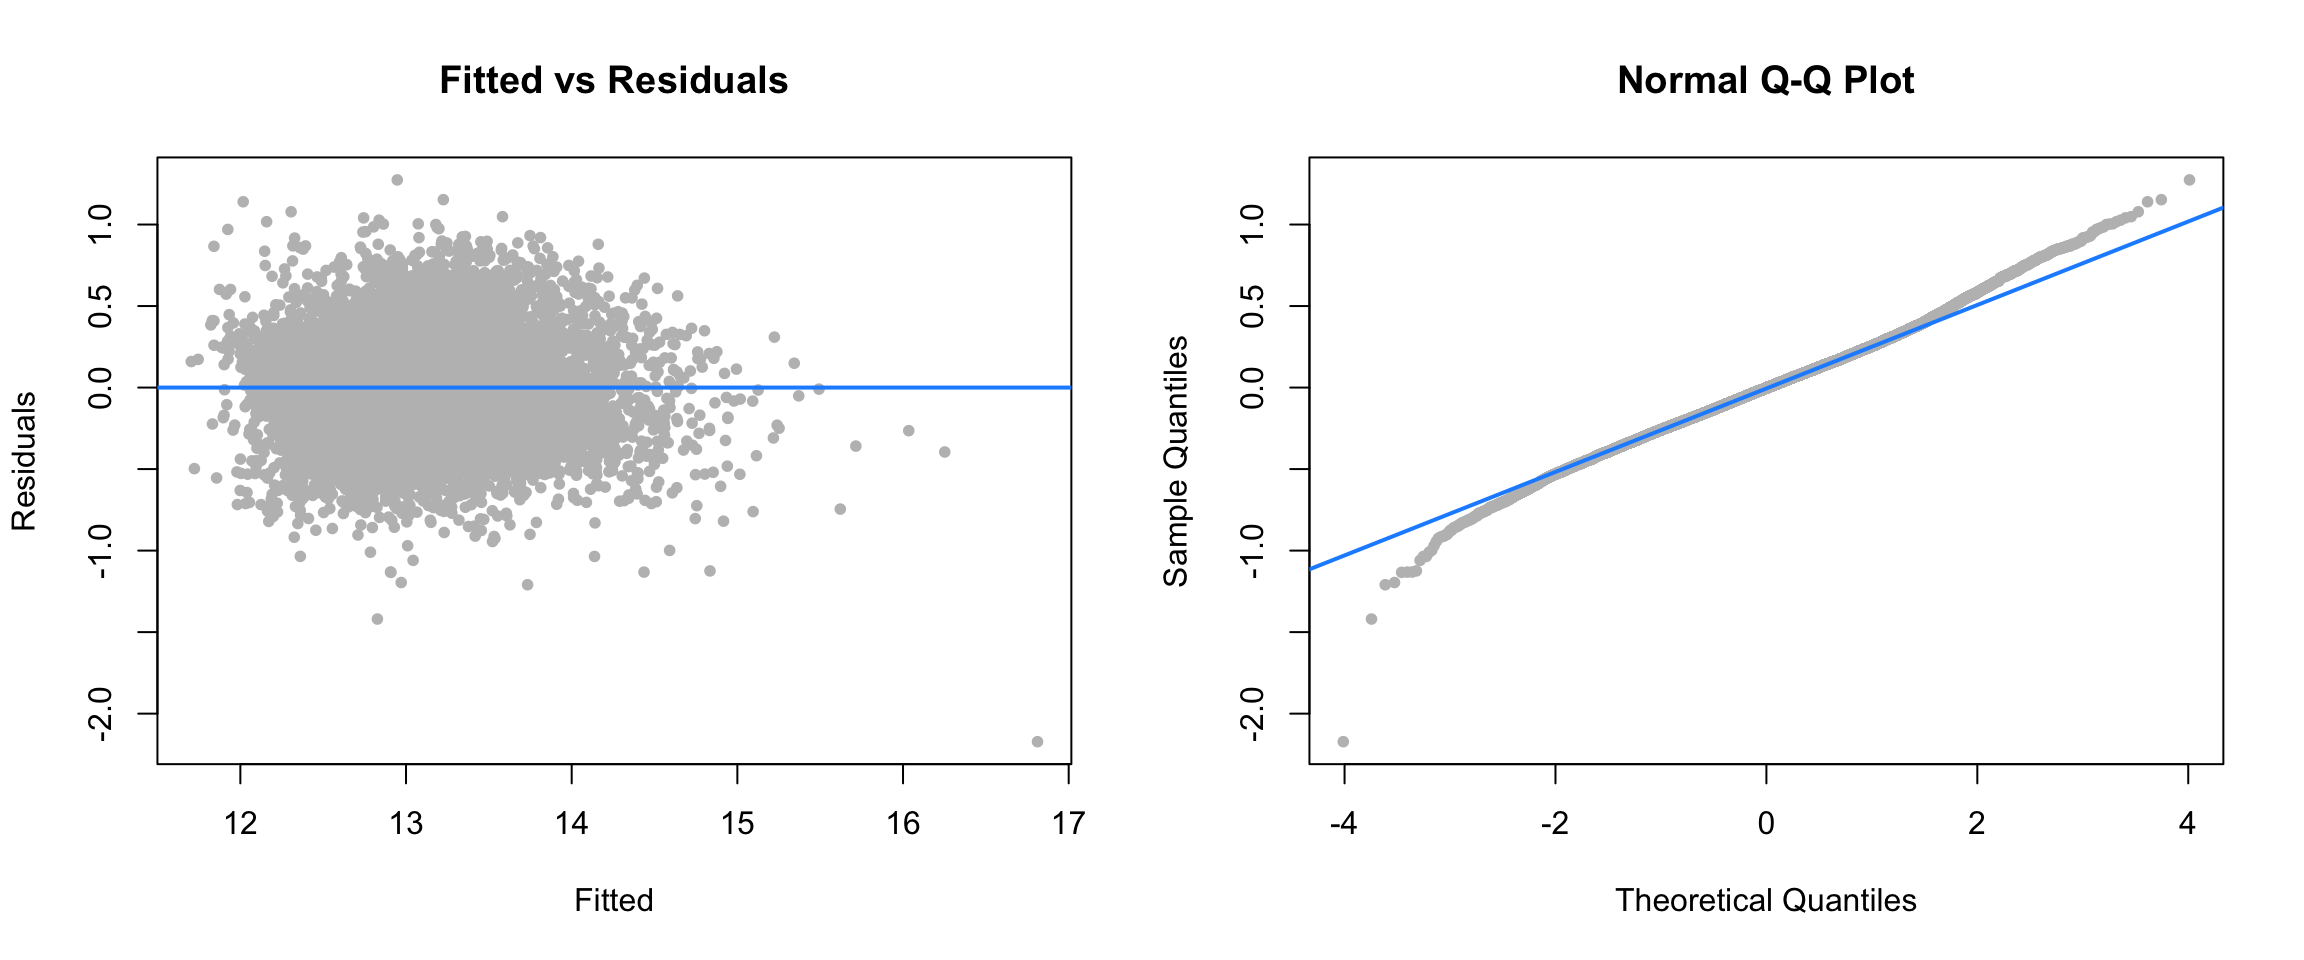 Fitted vs Residuals
Residuals
1.0
0.5
0.0
-1.0
-2.0
12 13 14 15 16 17
Fitted
Normal Q-Q Plot
Sample Quantiles
1.0
0.5
0.0
-1.0
-2.0
-4 -2 0 2 4
Theoretical Quantiles